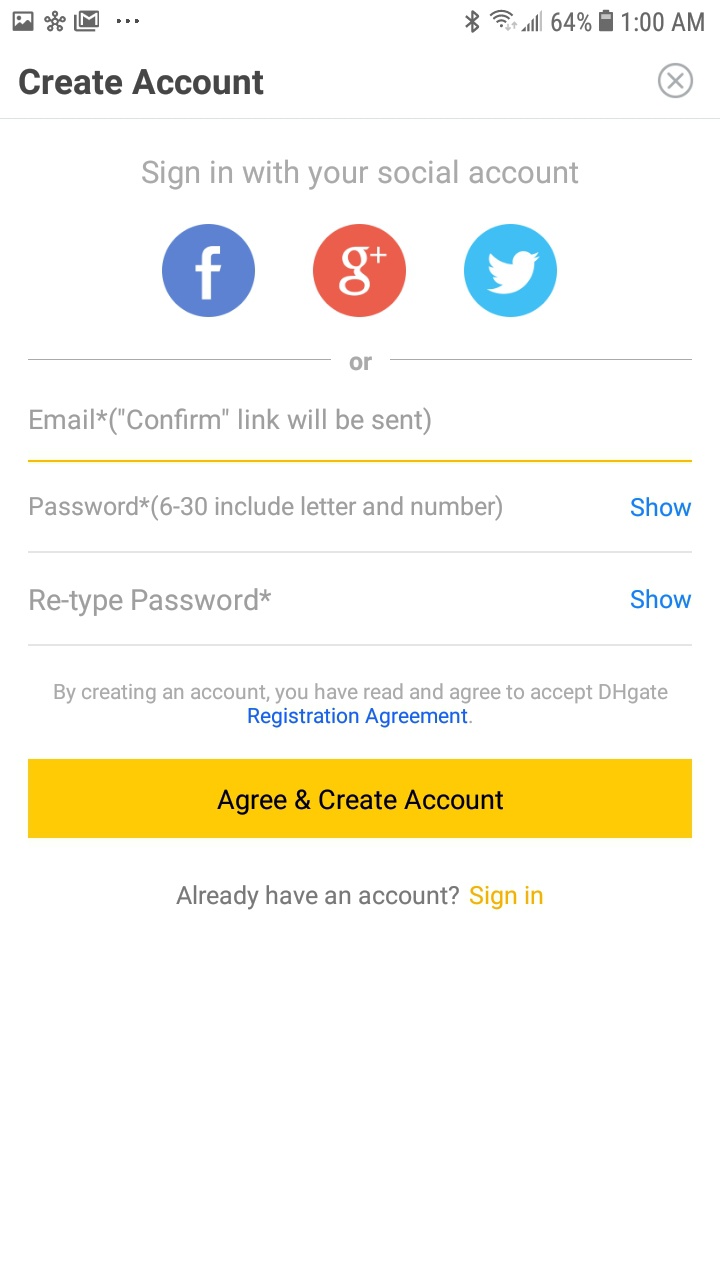 64% 1:00 AM
Create Account
Sign in with your social account
f g+
or
Email*("Confirm" link will be sent)
Password*(6-30 include letter and number) Show
Re-type Password* Show
By creating an account, you have read and agree to accept DHgate
Registration Agreement.
Agree & Create Account
Already have an account? Sign in